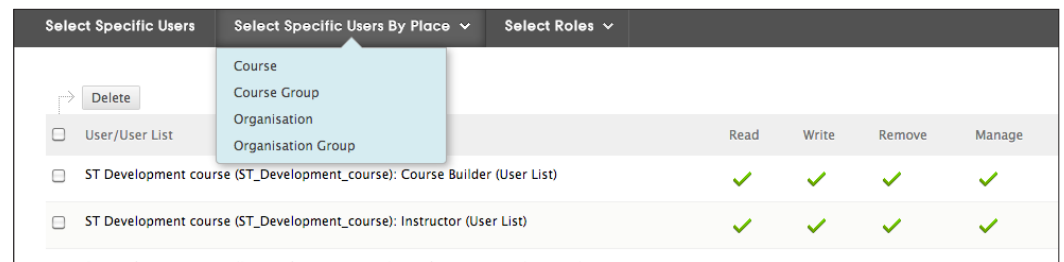 Select Specific Users Select Specific Users By Place Select Roles
Course
Course Group
Organisation
Organisation Group
Delete
User/User List Read Write Remove Manage
ST Development course (ST_Development_course): Course Builder (User List)
ST Development course (ST_Development_course): Instructor (User List)